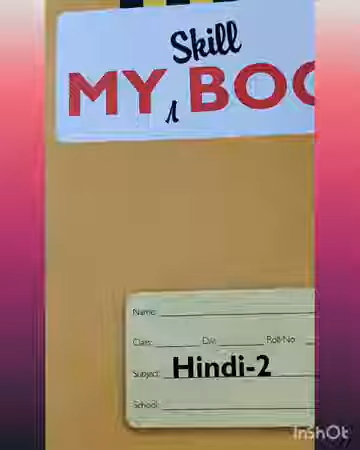 Skill
MY BOO
Name:
Class: Div. Roll No.
Subject: Hindi-2
School:
InShOt